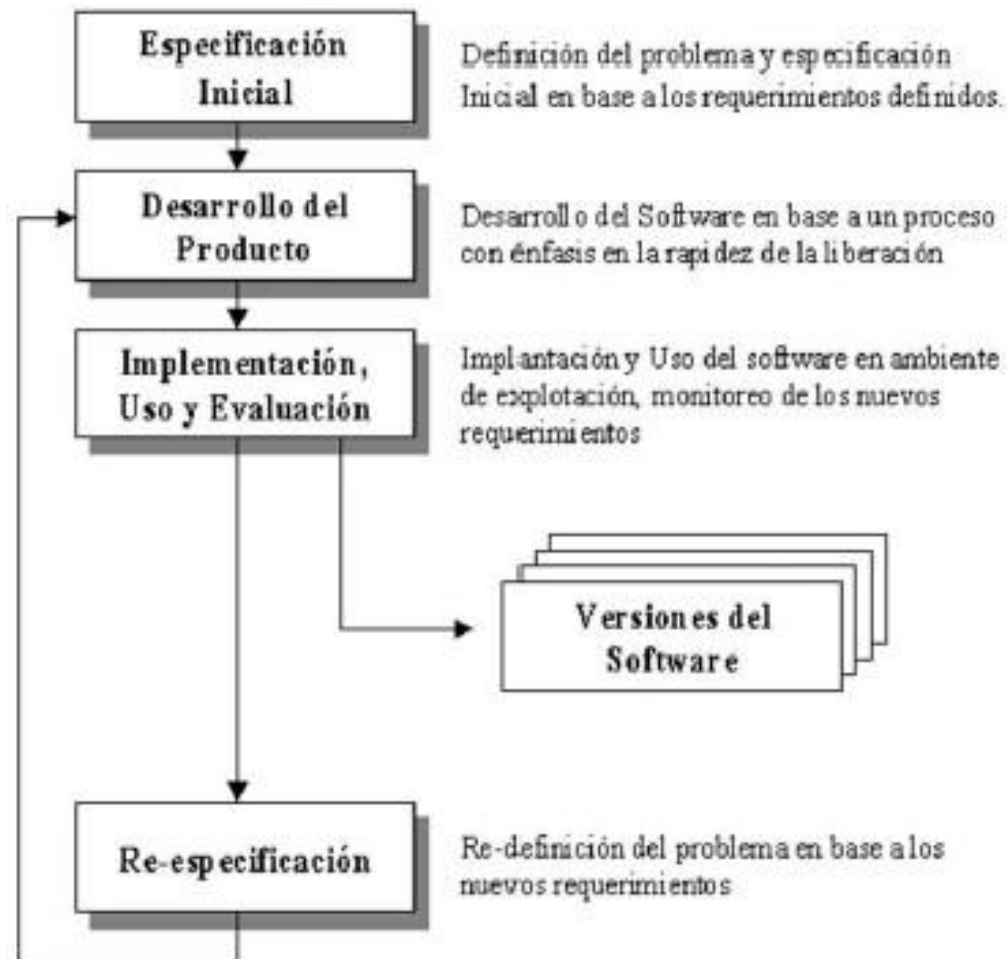 Especificación
Inicial
Definición del problema y especificación
Inicial en base a los requerimientos definidos.
Desarrollo del
Producto
Desarrollo del Software en base a un proceso
con énfasis en la rapidez de la liberación
Implementación,
Uso y Evaluación
Implantación y Uso del software en ambiente
de explotación, monitoreo de los nuevos
requerimientos
Versiones del
Software
Re-especificación
Re-definición del problema en base a los
nuevos requerimientos